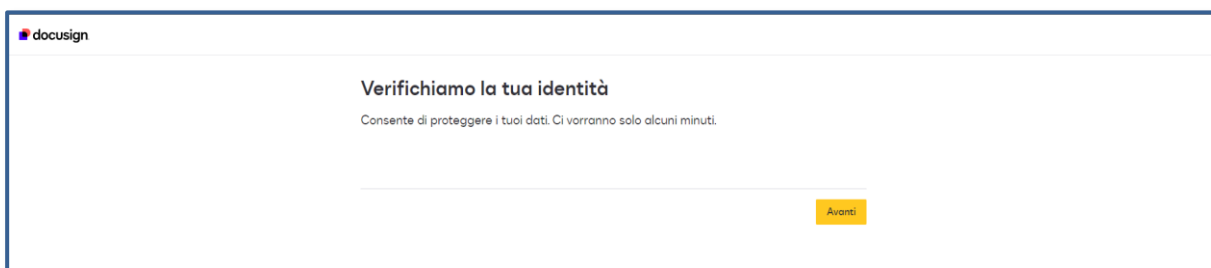 docusign
Verifichiamo la tua identità
Consente di proteggere i tuoi dati. Ci vorranno solo alcuni minuti.
Avanti